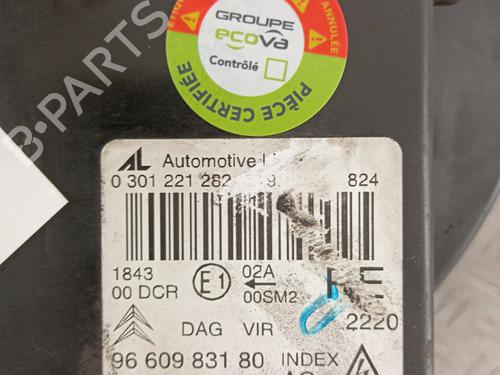 GROUPE
ecova
Contrôlé
PIÈCE CERTIFIÉE
ANNULÉE
B-PARTS
AL Automotive
0 301 221 282 824
1843
00 DCR
E1
02A
00SM2
2220
DAG VIR
96 609 831 80 INDEX